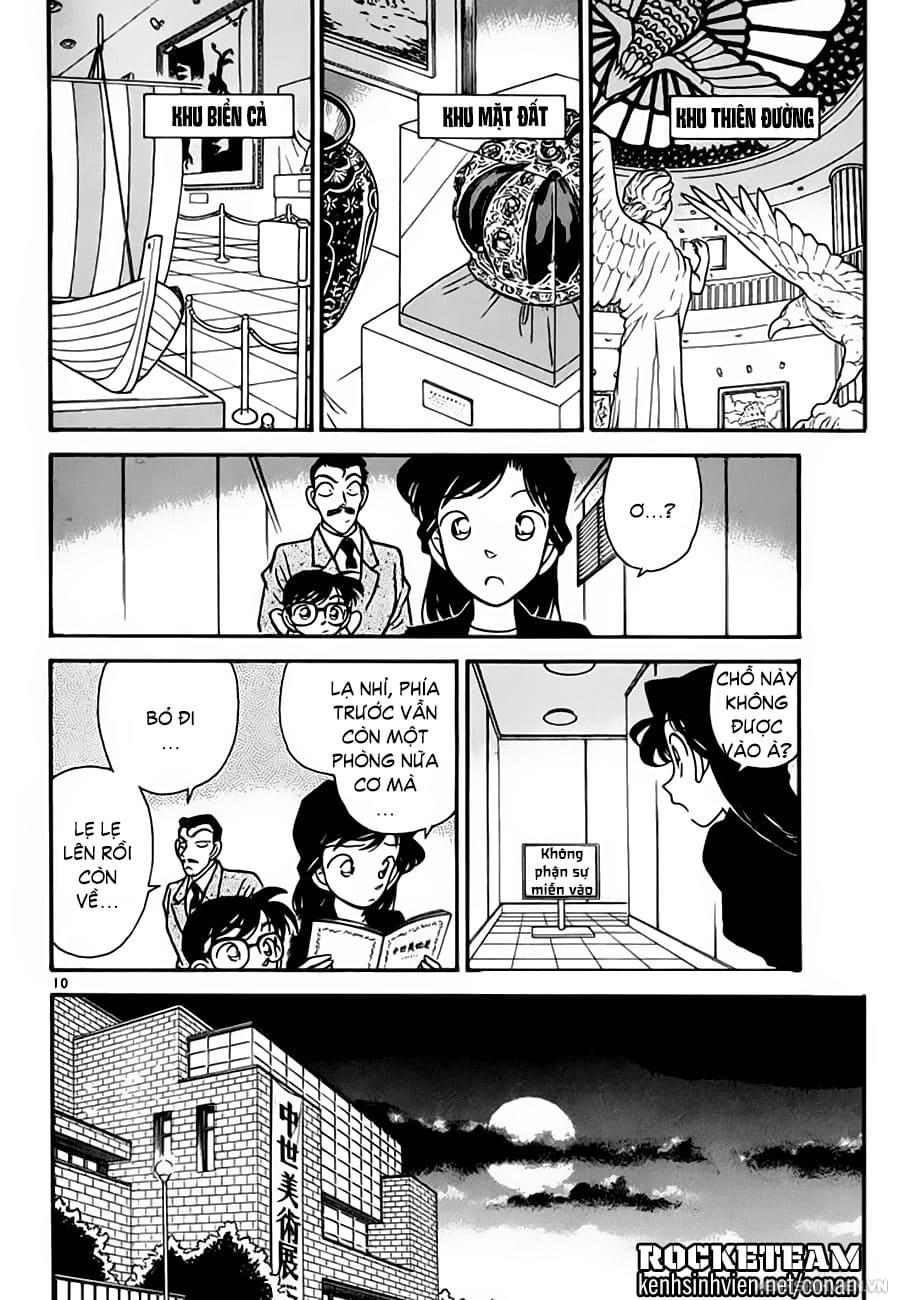 KHU BIỂN CẢ
KHU MẶT ĐẤT
KHU THIÊN ĐƯỜNG
Ơ...?
LẠ NHỈ, PHÍA
TRƯỚC VẪN
CÒN MỘT
PHÒNG NỮA
CƠ MÀ
...
BỎ ĐI
...
LẸ LẸ
LÊN RỒI
CÒN
VỀ...
CHỖ NÀY
KHÔNG
ĐƯỢC
VÀO À?
Không
phận sự
miễn vào
10
中世美術展
ROCKETEAM
kenhsinhvien.net/conan